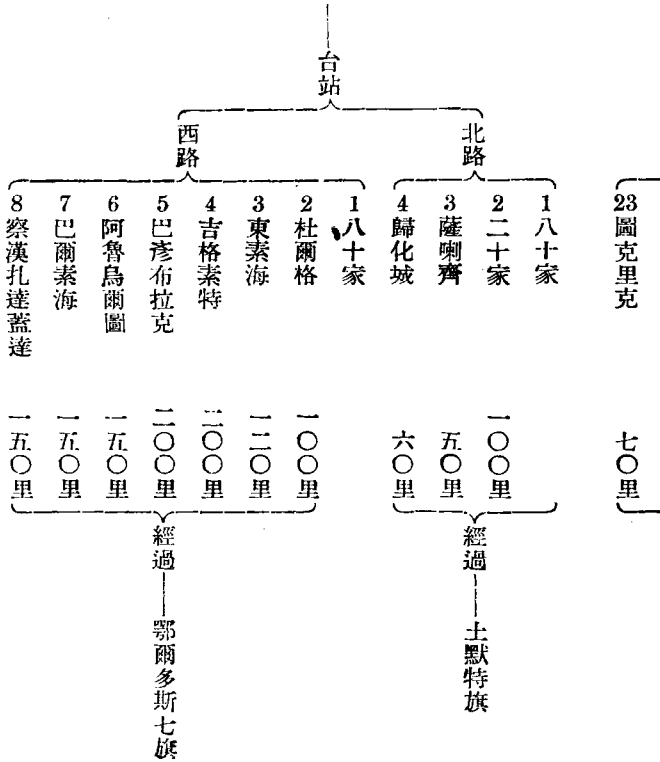 23圖克里克 七〇里
台站
北路
1八十家
2二十家 一〇〇里
3薩喇齊 五〇里
4歸化城 六〇里
經過
土默特旗
西路
1八十家
2杜爾格 一〇〇里
3東素海 一二〇里
4吉格素特 二〇〇里
5巴彥布拉克 二〇〇里
6阿魯烏爾圖 一五〇里
7巴爾素海 一五〇里
8察漢扎達蓋達 一五〇里
經過
鄂爾多斯七旗